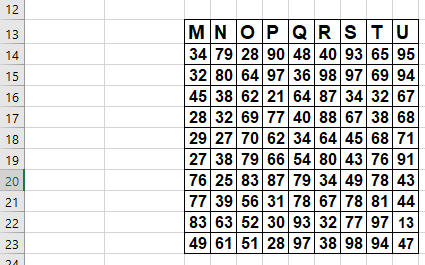 12
13 M N O P Q R S T U
14 34 79 28 90 48 40 93 65 95
15 32 80 64 97 36 98 97 69 94
16 45 38 62 21 64 87 34 32 67
17 28 32 69 77 40 88 67 38 68
18 29 27 70 62 34 64 45 68 71
19 27 38 79 66 54 80 43 76 91
20 76 25 83 87 79 34 49 78 43
21 77 39 56 31 78 67 78 81 44
22 83 63 52 30 93 32 77 97 13
23 49 61 51 28 97 38 98 94 47